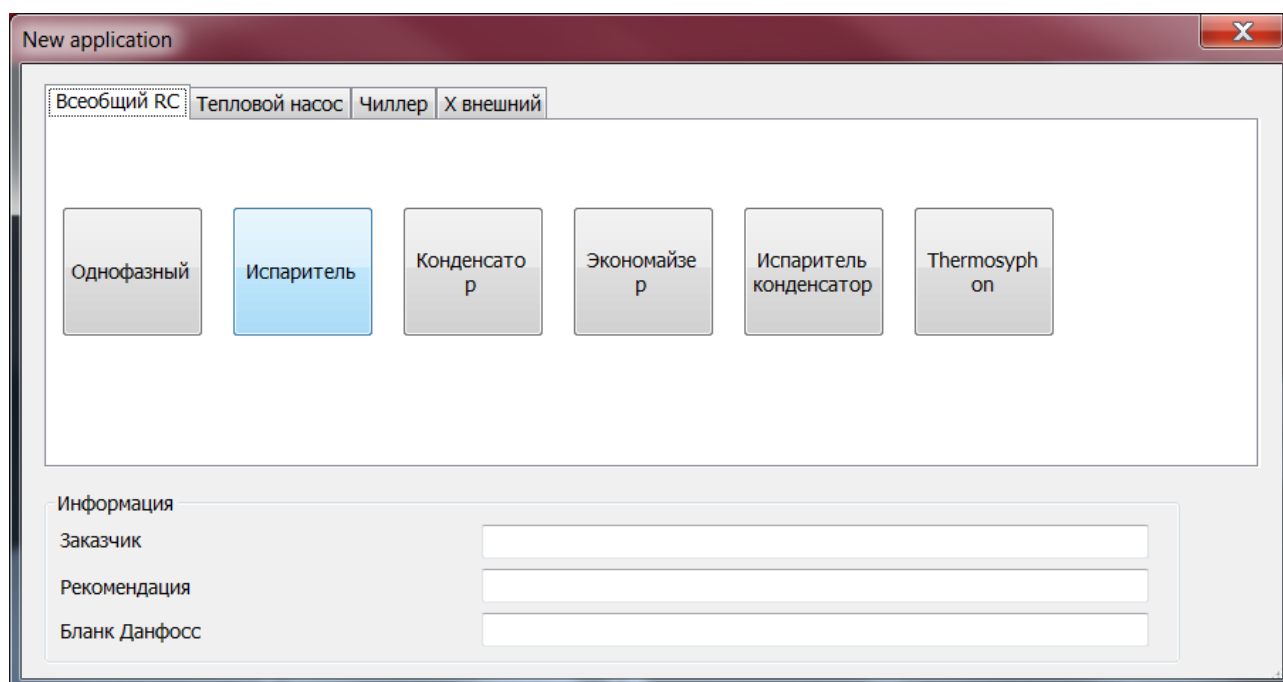 New application
Всеобщий RC Тепловой насос Чиллер X внешний
Однофазный
Испаритель
Конденсато
р
Экономайзе
р
Испаритель
конденсатор
Thermosyph
on
Информация
Заказчик
Рекомендация
Бланк Данфосс